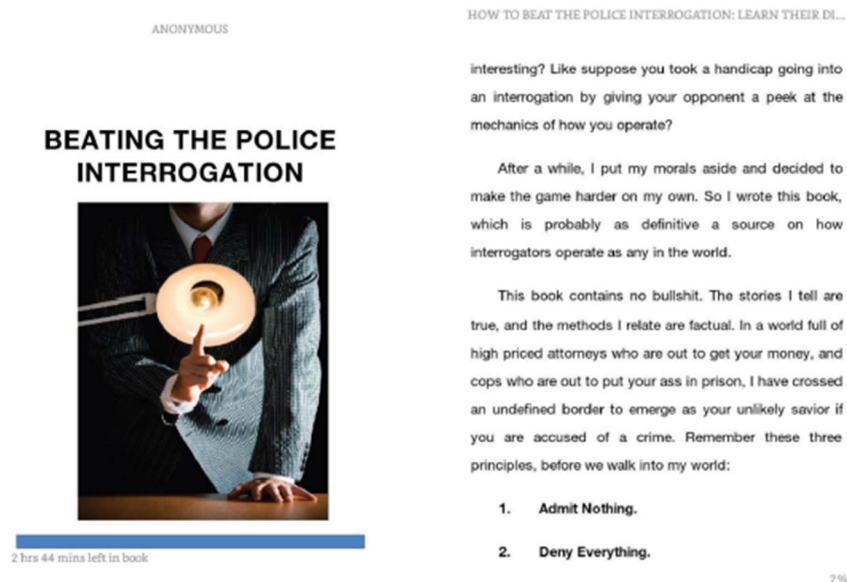 ANONYMOUS
BEATING THE POLICE
INTERROGATION
2 hrs 44 mins left in book
HOW TO BEAT THE POLICE INTERROGATION: LEARN THEIR DI...
interesting? Like suppose you took a handicap going into
an interrogation by giving your opponent a peek at the
mechanics of how you operate?
After a while, I put my morals aside and decided to
make the game harder on my own. So I wrote this book,
which is probably as definitive a source on how
interrogators operate as any in the world.
This book contains no bullshit. The stories I tell are
true, and the methods I relate are factual. In a world full of
high priced attorneys who are out to get your money, and
cops who are out to put your ass in prison, I have crossed
an undefined border to emerge as your unlikely savior if
you are accused of a crime. Remember these three
principles, before we walk into my world:
1. Admit Nothing.
2. Deny Everything.
2%